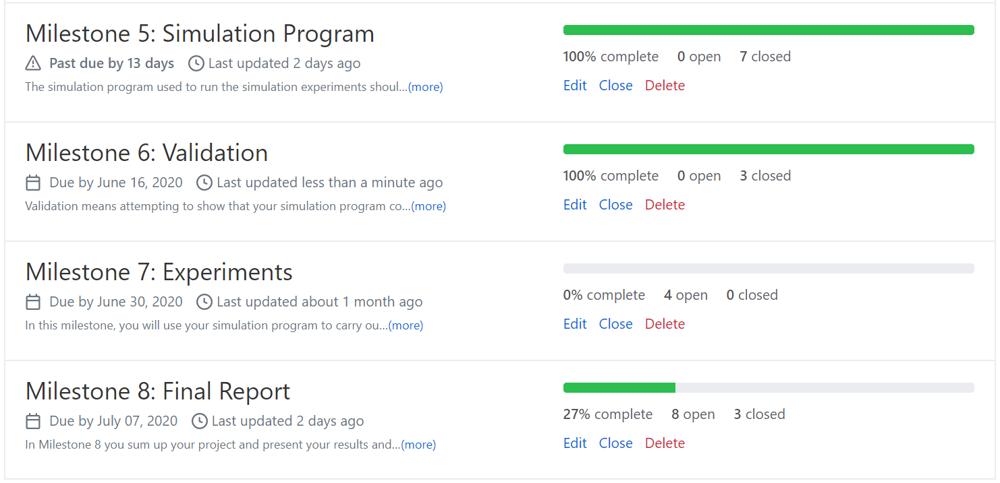 Milestone 5: Simulation Program
Past due by 13 days Last updated 2 days ago
The simulation program used to run the simulation experiments shoul...(more)
100% complete 0 open 7 closed
Edit Close Delete
Milestone 6: Validation
Due by June 16, 2020 Last updated less than a minute ago
Validation means attempting to show that your simulation program co...(more)
100% complete 0 open 3 closed
Edit Close Delete
Milestone 7: Experiments
Due by June 30, 2020 Last updated about 1 month ago
In this milestone, you will use your simulation program to carry ou...(more)
0% complete 4 open 0 closed
Edit Close Delete
Milestone 8: Final Report
Due by July 07, 2020 Last updated 2 days ago
In Milestone 8 you sum up your project and present your results and...(more)
27% complete 8 open 3 closed
Edit Close Delete